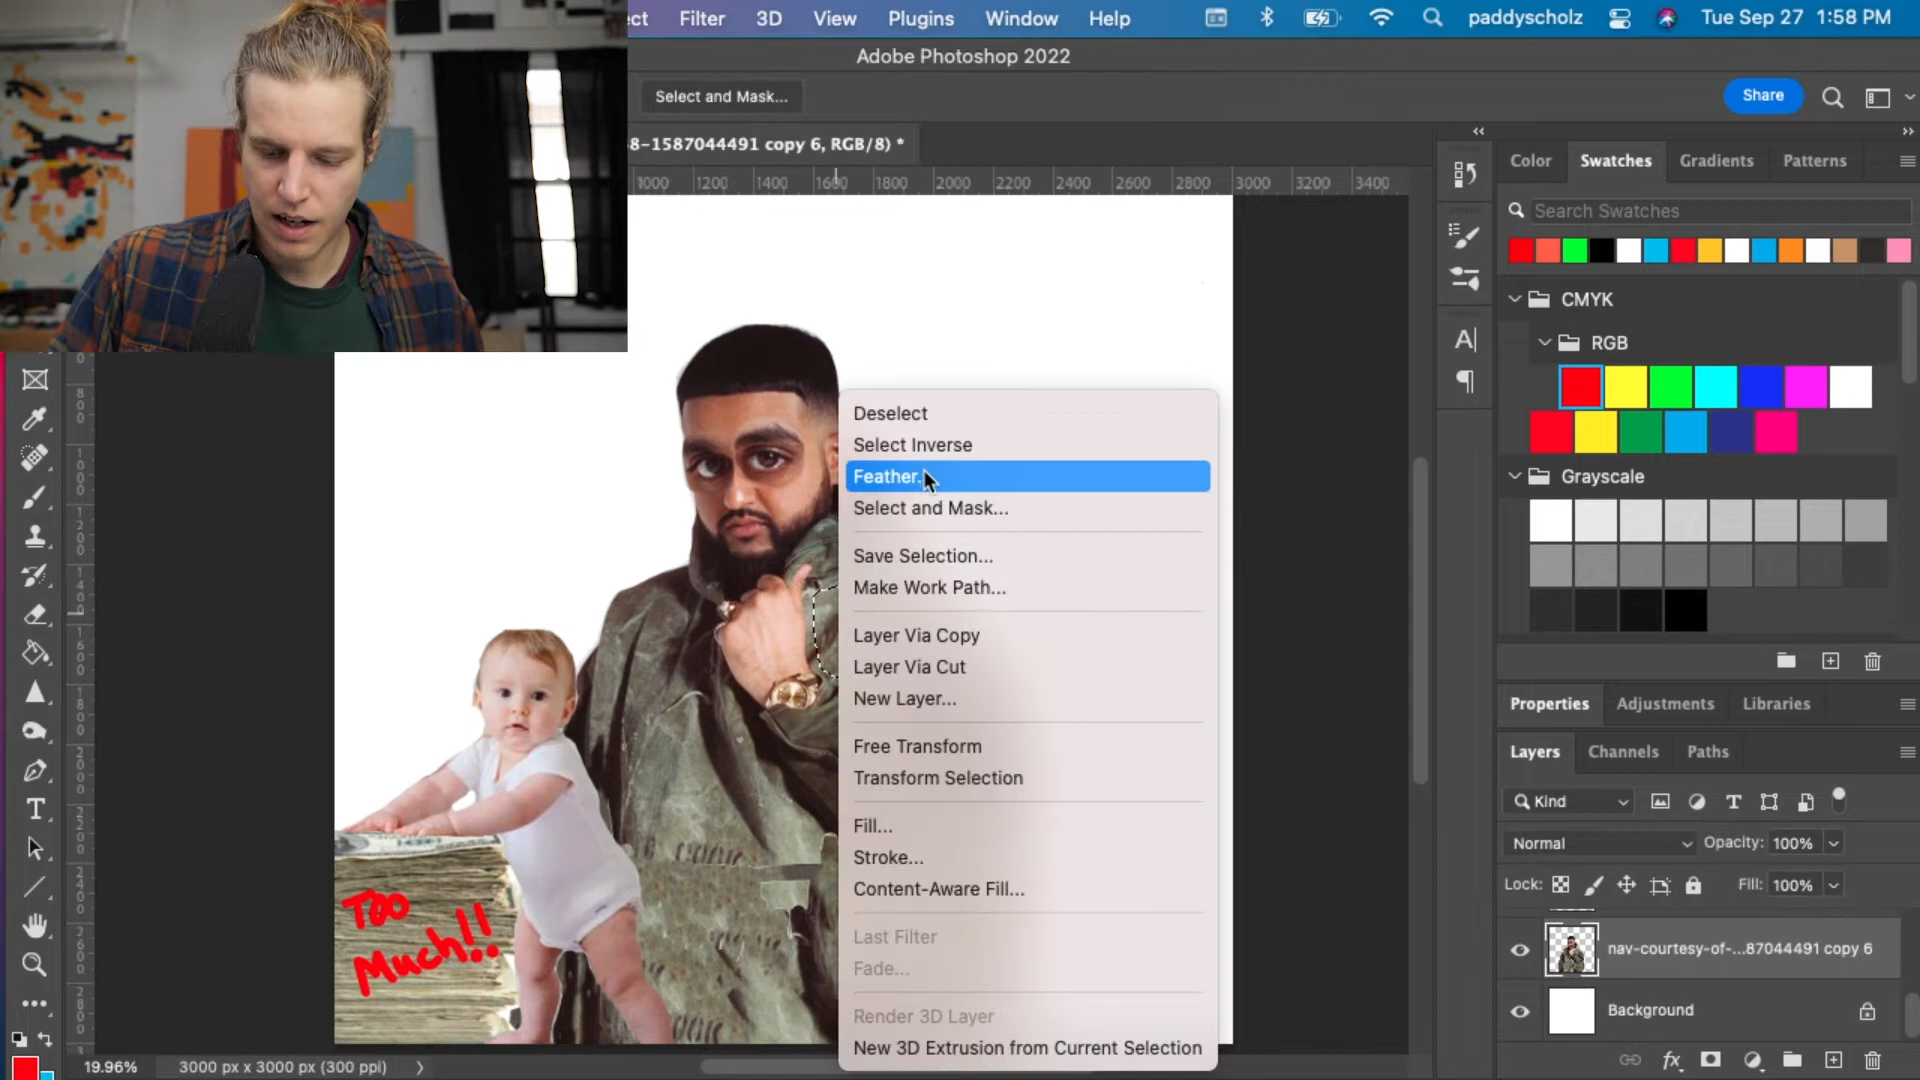 ct Filter 3D View Plugins Window Help paddyscholz Tue Sep 27 1:58 PM
Adobe Photoshop 2022
Select and Mask... Share
8-1587044491 copy 6, RGB/8) *
1000 1200 1400 1600 1800 2000 2200 2400 2600 2800 3000 3200 3400
Color Swatches Gradients Patterns
Search Swatches
CMYK
RGB
Grayscale
Deselect
Select Inverse
Feather.
Select and Mask...
Save Selection...
Make Work Path...
Layer Via Copy
Layer Via Cut
New Layer...
Free Transform
Transform Selection
Fill...
Stroke...
Content-Aware Fill...
Last Filter
Fade...
Render 3D Layer
New 3D Extrusion from Current Selection
Too
Much!!
Properties Adjustments Libraries
Layers Channels Paths
Kind
Normal Opacity: 100%
Lock: Fill: 100%
nav-courtesy-of-...87044491 copy 6
Background
19.96% 3000 px x 3000 px (300 ppi)